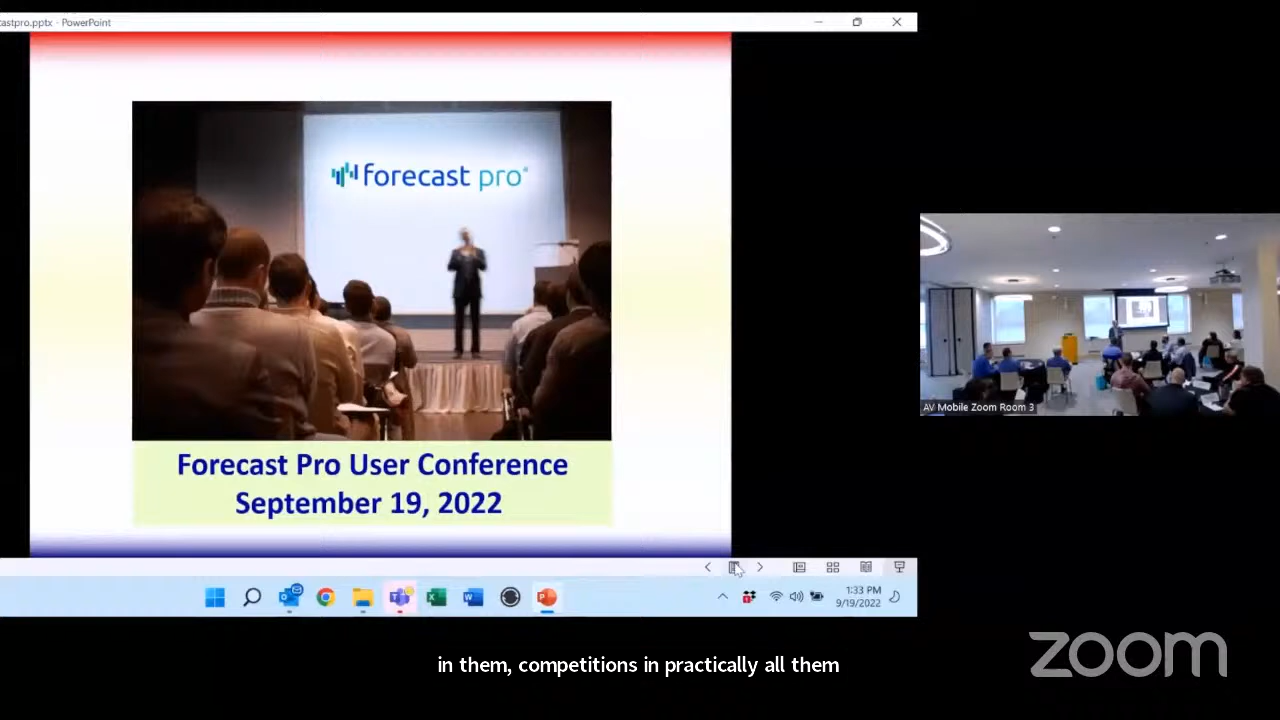 castpro.pptx - PowerPoint
forecast pro
Forecast Pro User Conference
September 19, 2022
AV Mobile Zoom Room 3
1:33 PM
9/19/2022
in them, competitions in practically all them
zoom